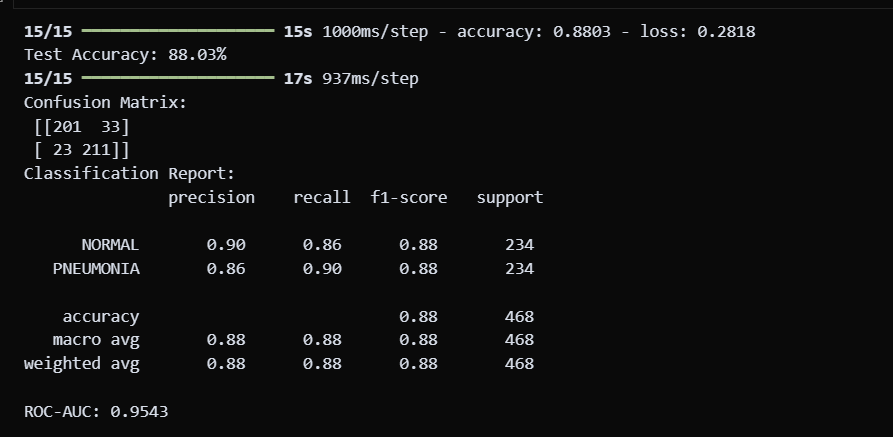 15/15 ━━━━━━━━━━━━━━━━━━━━ 15s 1000ms/step - accuracy: 0.8803 - loss: 0.2818
Test Accuracy: 88.03%
15/15 ━━━━━━━━━━━━━━━━━━━━ 17s 937ms/step
Confusion Matrix:
 [[201  33]
 [ 23 211]]
Classification Report:
              precision    recall  f1-score   support

      NORMAL       0.90      0.86      0.88       234
   PNEUMONIA       0.86      0.90      0.88       234

    accuracy                           0.88       468
   macro avg       0.88      0.88      0.88       468
weighted avg       0.88      0.88      0.88       468

ROC-AUC: 0.9543